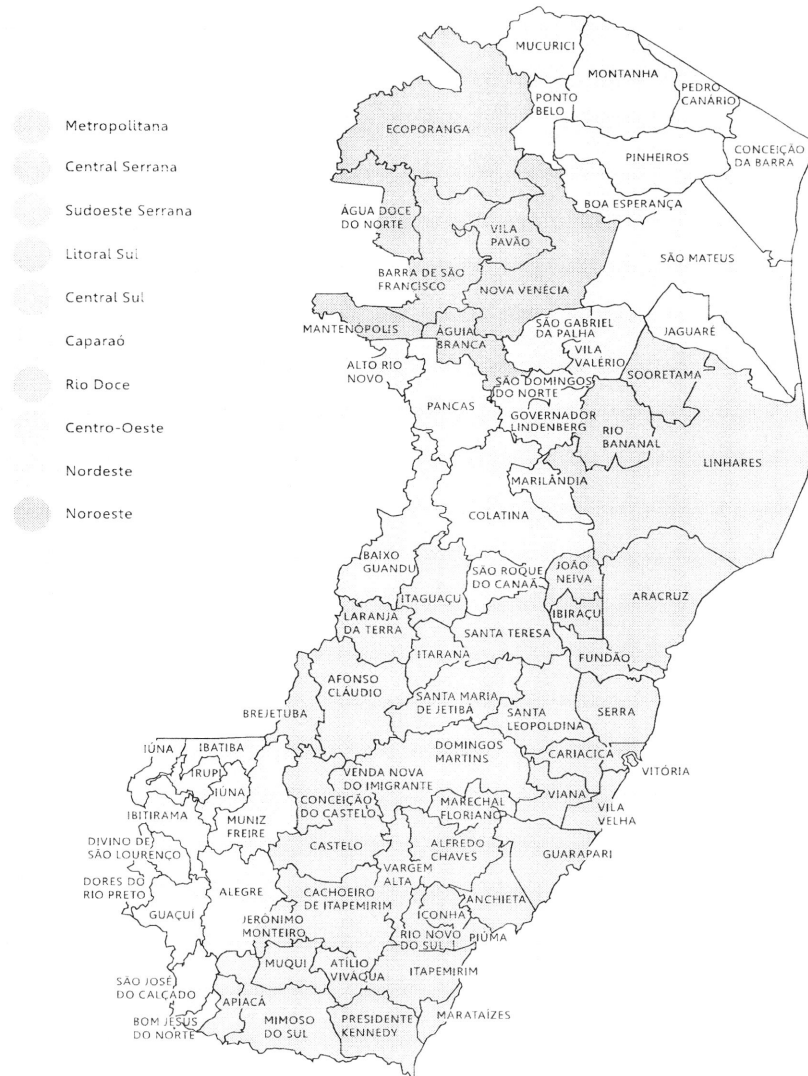 Metropolitana
Central Serrana
Sudoeste Serrana
Litoral Sul
Central Sul
Caparaó
Rio Doce
Centro-Oeste
Nordeste
Noroeste
MUCURICI
MONTANHA
PEDRO
CANÁRIO
PONTO
BELO
ECOPORANGA
PINHEIROS
CONCEIÇÃO
DA BARRA
BOA ESPERANÇA
ÁGUA DOCE
DO NORTE
VILA
PAVÃO
SÃO MATEUS
BARRA DE SÃO
FRANCISCO
NOVA VENÉCIA
MANTENÓPOLIS
ÁGUIA
BRANCA
SÃO GABRIEL
DA PALHA
JAGUARÉ
VILA
VALÉRIO
ALTO RIO
NOVO
SOORETAMA
SÃO DOMINGOS
DO NORTE
PANCAS
GOVERNADOR
LINDENBERG
RIO
BANANAL
LINHARES
MARILÂNDIA
COLATINA
BAIXO
GUANDU
SÃO ROQUE
DO CANAÃ
JOÃO
NEIVA
ITAGUAÇU
ARACRUZ
IBIRAÇU
LARANJA
DA TERRA
SANTA TERESA
ITARANA
FUNDÃO
AFONSO
CLÁUDIO
SANTA MARIA
DE JETIBÁ
BREJETUBA
SANTA
LEOPOLDINA
SERRA
IÚNA
IBATIBA
DOMINGOS
MARTINS
CARIACICA
VITÓRIA
IRUPI
IÚNA
VENDA NOVA
DO IMIGRANTE
VIANA
CONCEIÇÃO
DO CASTELO
MARECHAL
FLORIANO
VILA
VELHA
IBITIRAMA
MUNIZ
FREIRE
DIVINO DE
SÃO LOURENÇO
CASTELO
ALFREDO
CHAVES
GUARAPARI
VARGEM
ALTA
DORES DO
RIO PRETO
ALEGRE
CACHOEIRO
DE ITAPEMIRIM
ANCHIETA
GUAÇUÍ
ICONHA
JERÔNIMO
MONTEIRO
RIO NOVO
DO SUL
PIÚMA
MUQUI
ATÍLIO
VIVÁQUA
ITAPEMIRIM
SÃO JOSÉ
DO CALÇADO
APIACÁ
BOM JESUS
DO NORTE
MIMOSO
DO SUL
PRESIDENTE
KENNEDY
MARATAÍZES